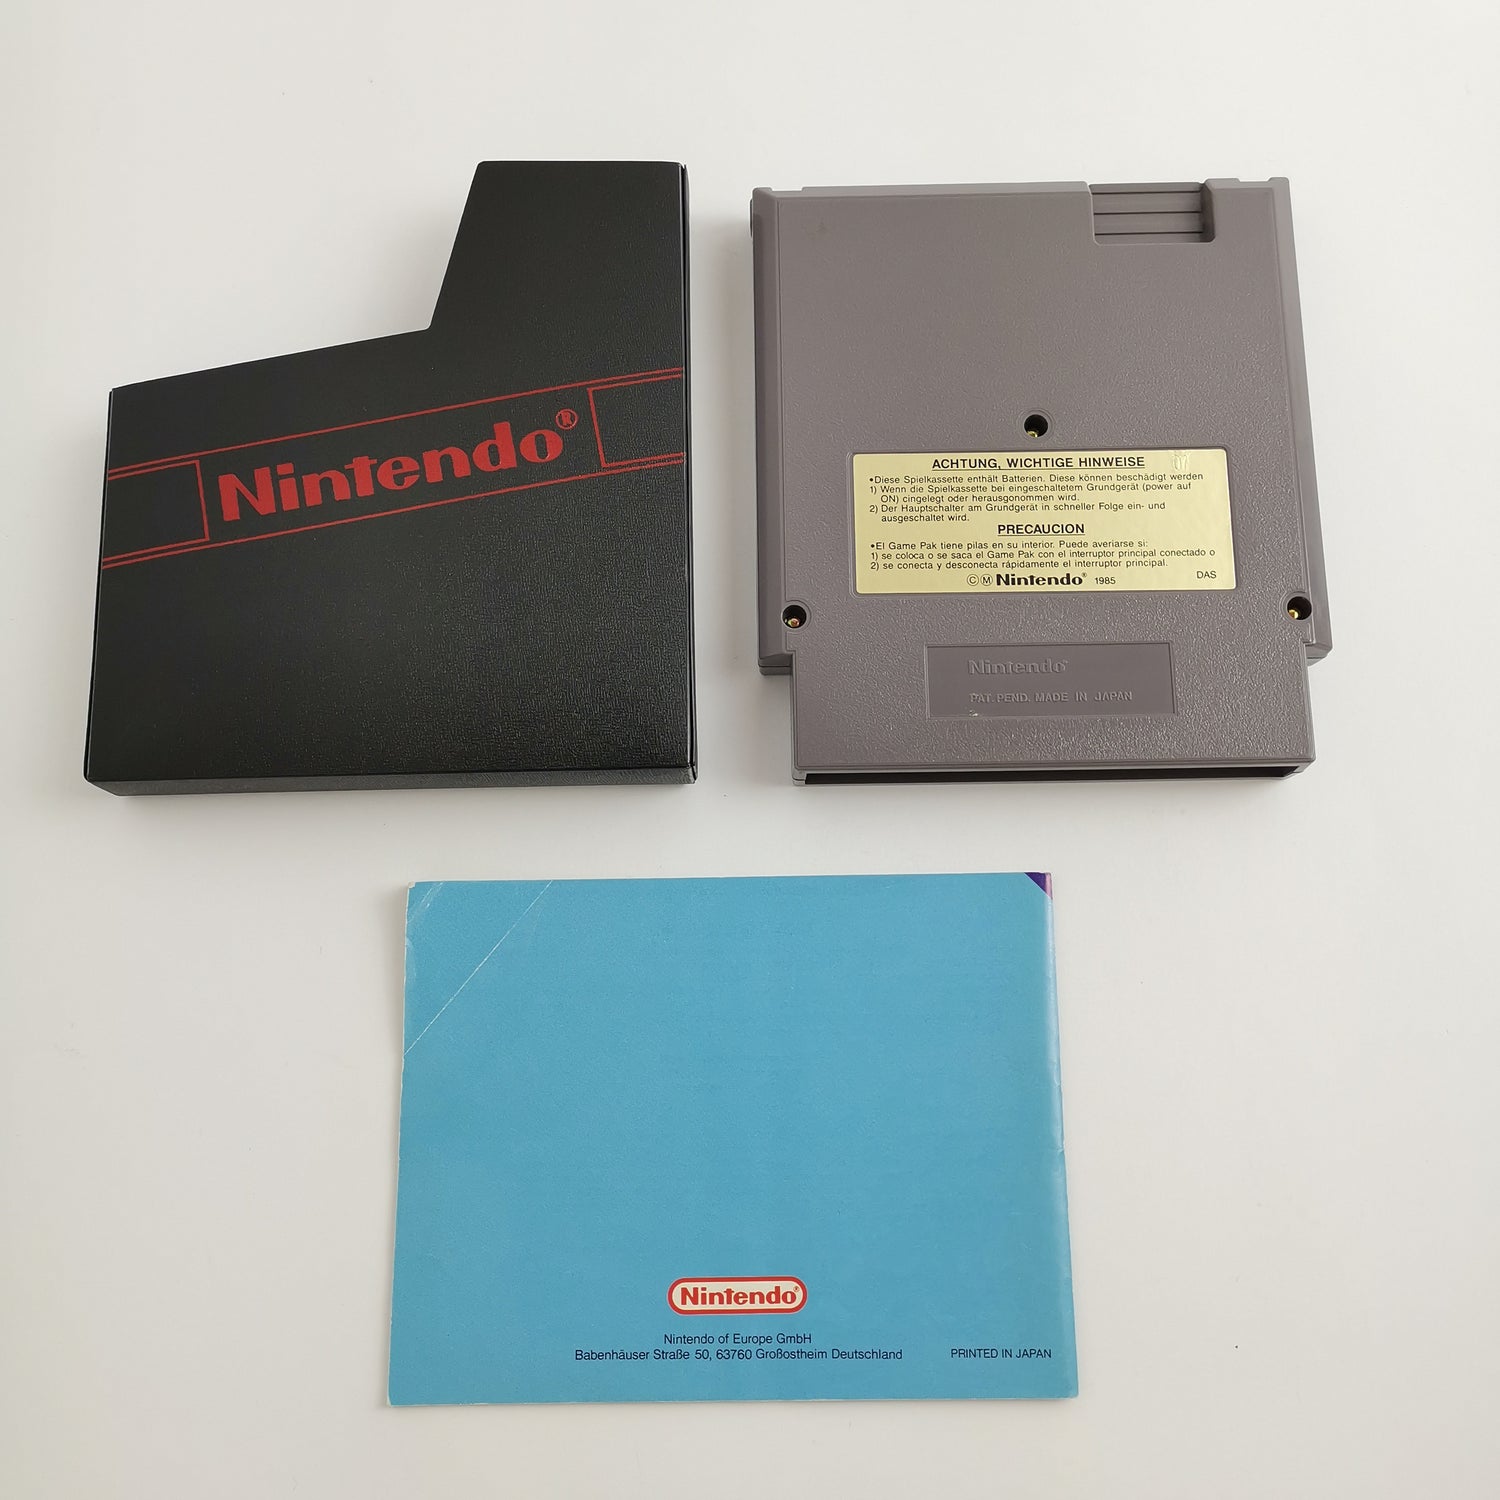 Nintendo®
ACHTUNG, WICHTIGE HINWEISE
•Diese Spielkassette enthält Batterien. Diese können beschädigt werden
1) Wenn die Spielkassette bei eingeschaltetem Grundgerät (power auf
ON) eingelegt oder herausgonommen wird.
2) Der Hauptschalter am Grundgerät in schneller Folge ein- und
ausgeschaltet wird.
PRECAUCION
•El Game Pak tiene pilas en su interior. Puede averiarse si:
1) se coloca o se saca el Game Pak con el interruptor principal conectado o
2) se conecta y desconecta rápidamente el interruptor principal.
ⒸⓂ Nintendo® 1985 DAS
Nintendo®
PAT. PEND. MADE IN JAPAN
Nintendo®
Nintendo of Europe GmbH
Babenhäuser Straße 50, 63760 Großostheim Deutschland
PRINTED IN JAPAN